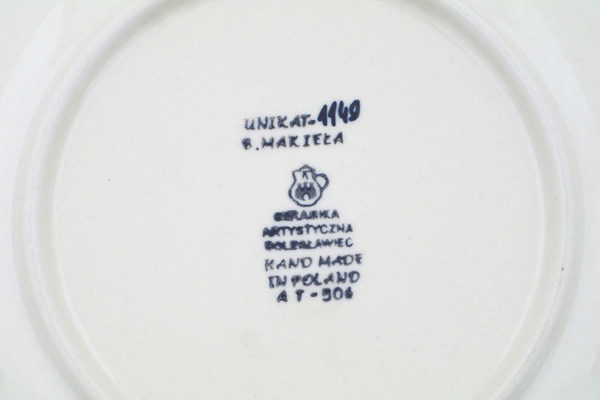 UNIKAT-1149
B. MAKIEŁA
K
CERAMIKA
ARTYSTYCZNA
BOLESŁAWIEC
HAND MADE
IN POLAND
AT-506